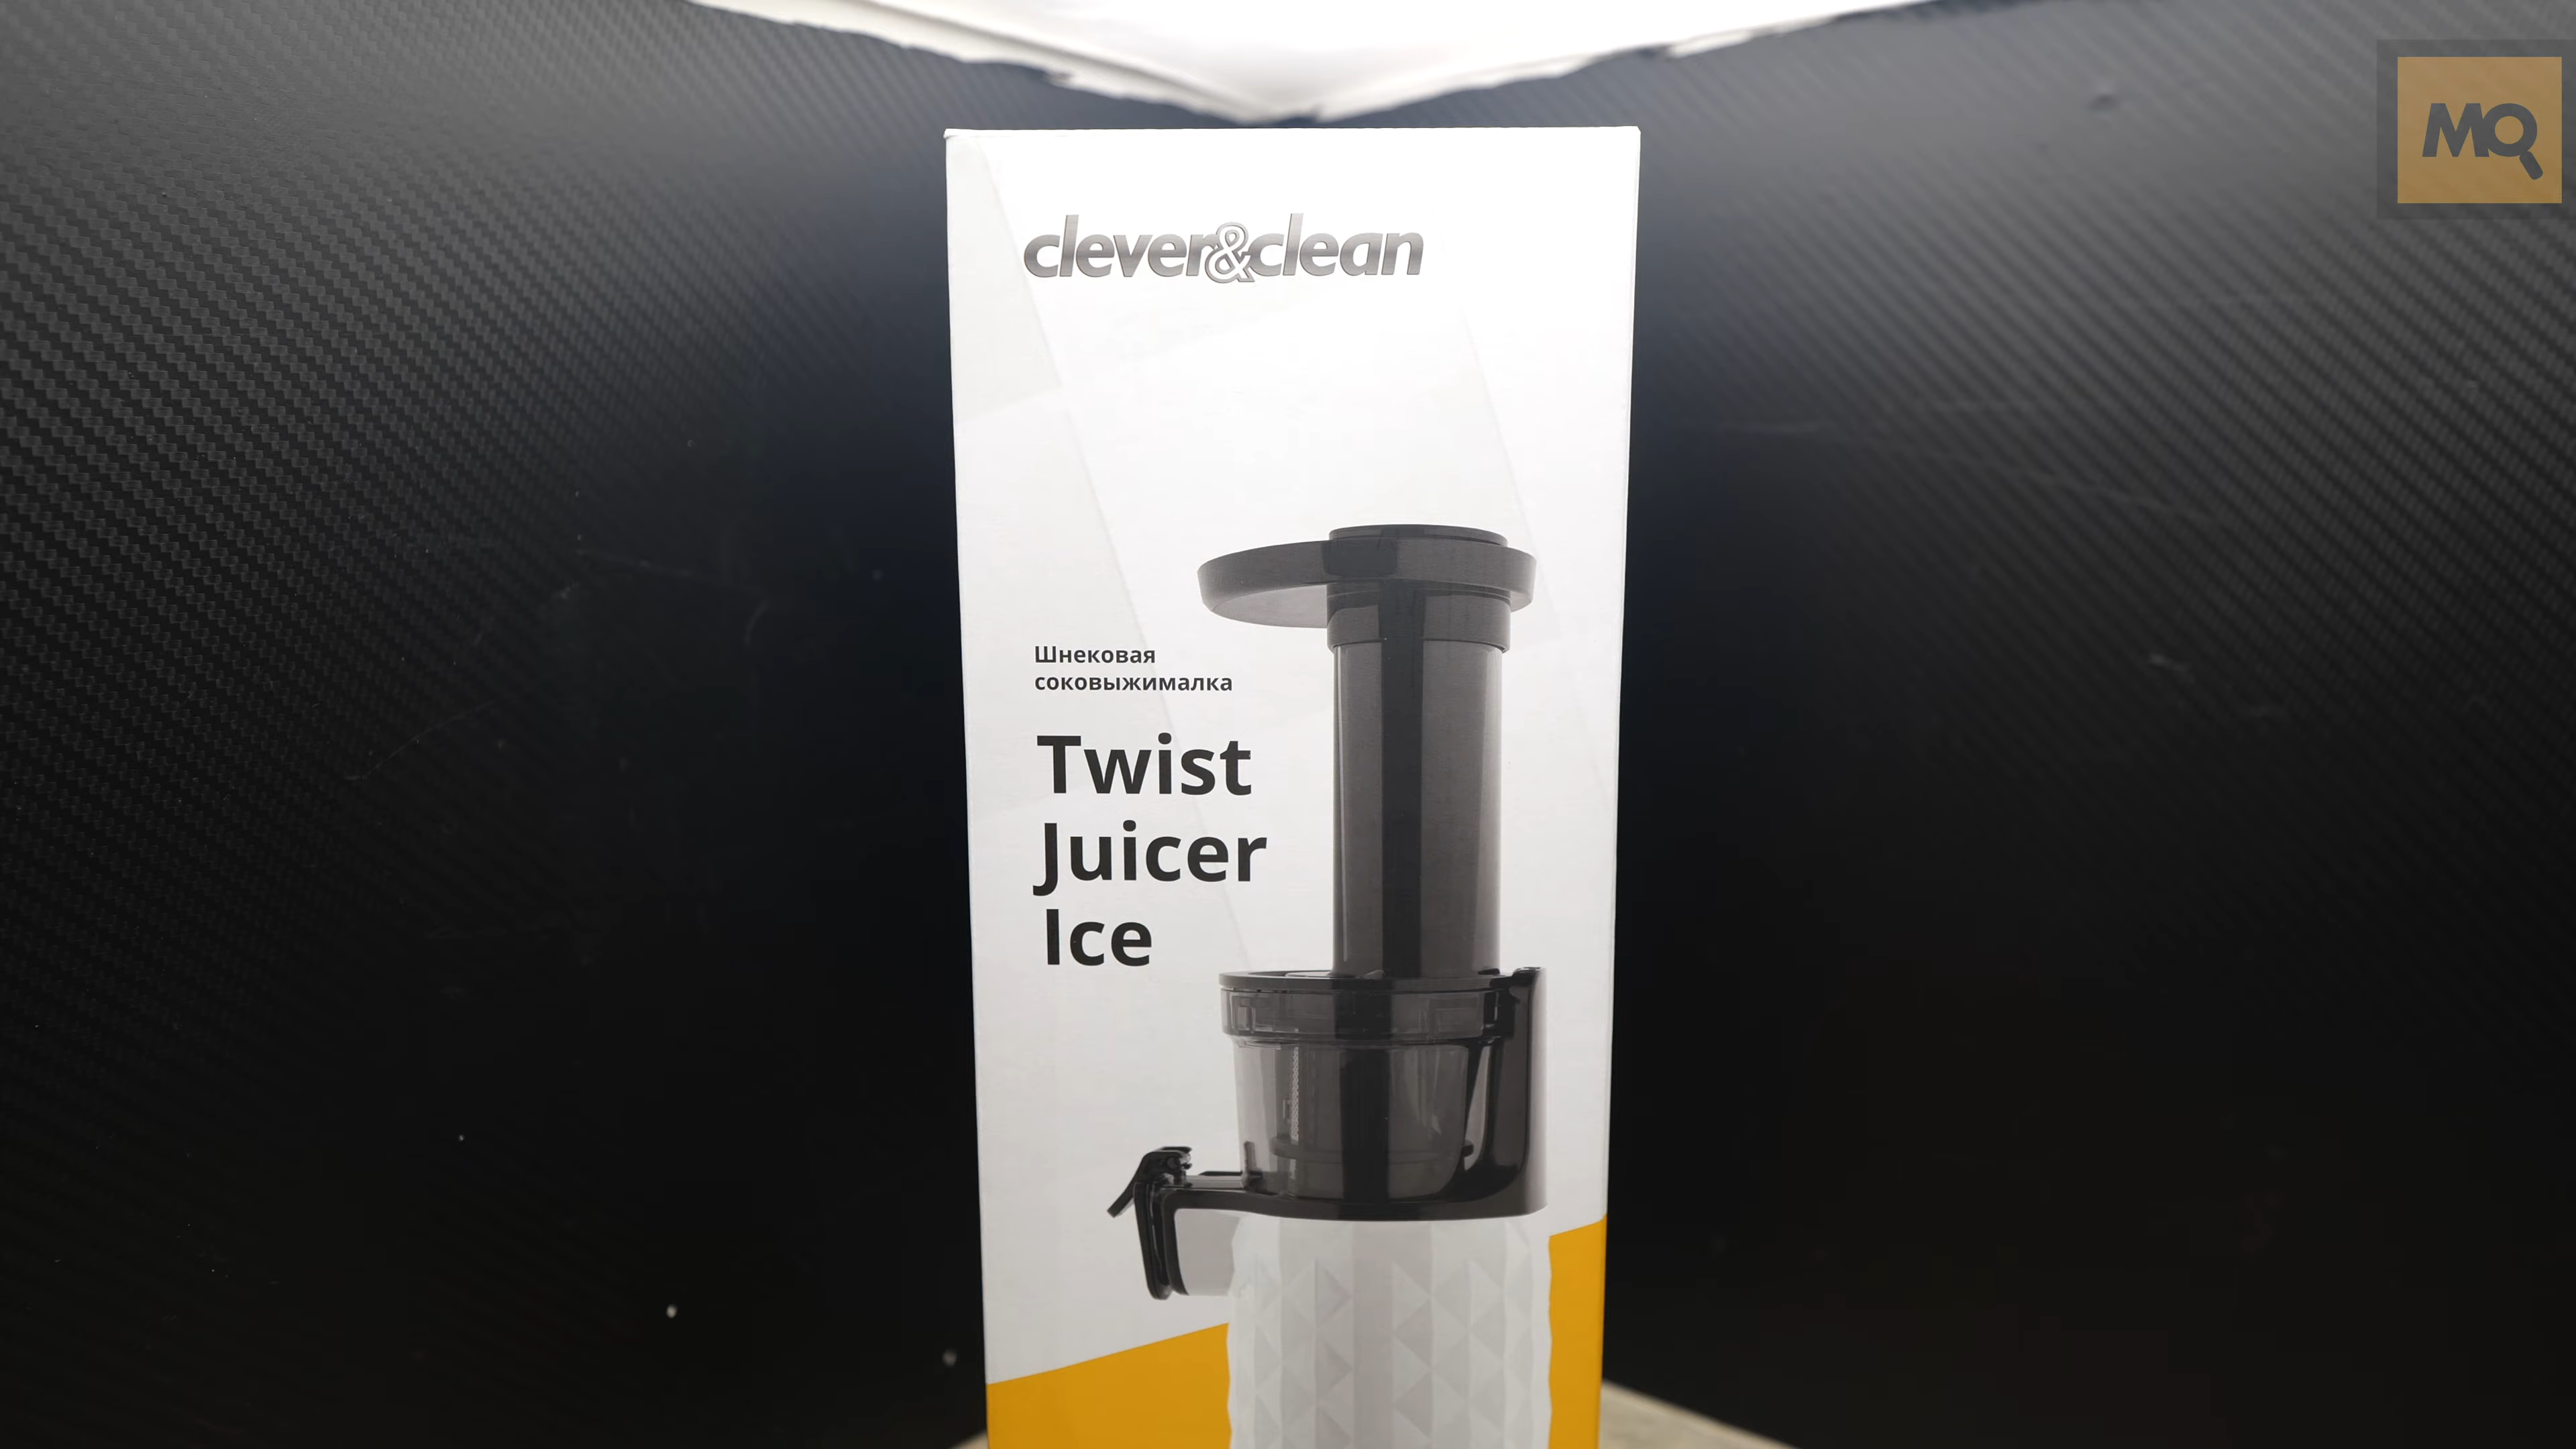 MQ
clever&clean
Шнековая
соковыжималка
Twist
Juicer
Ice